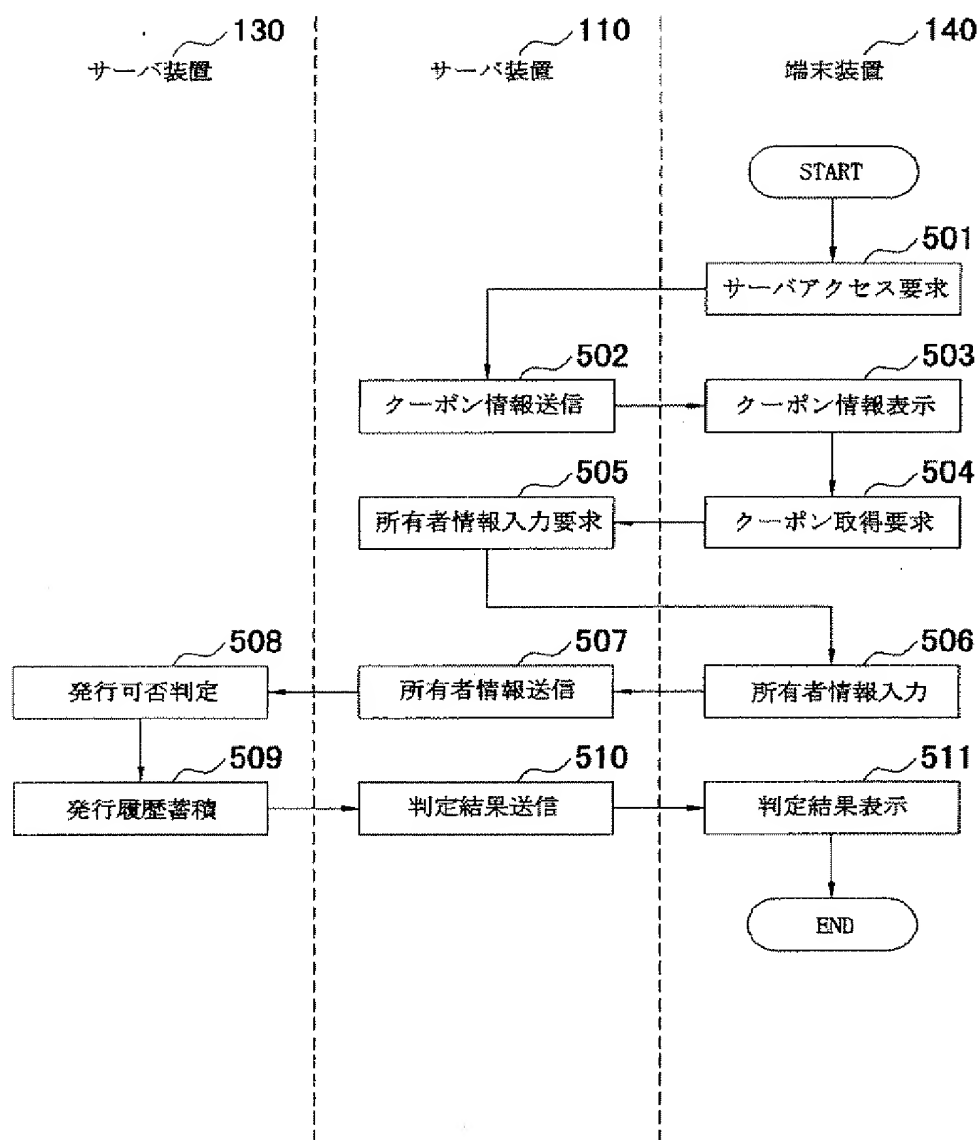 130
110
140
サーバ装置
サーバ装置
端末装置
START
501
サーバアクセス要求
502
503
クーポン情報送信
クーポン情報表示
505
504
所有者情報入力要求
クーポン取得要求
508
507
506
発行可否判定
所有者情報送信
所有者情報入力
509
510
511
発行履歴蓄積
判定結果送信
判定結果表示
END